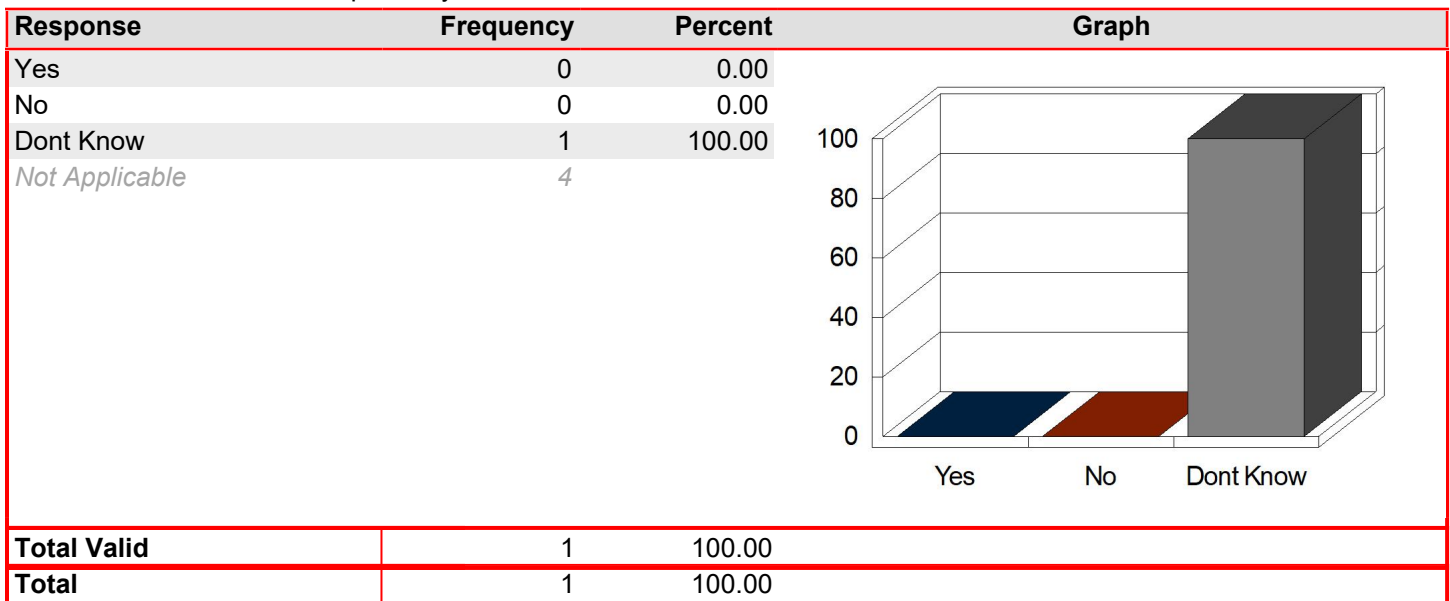 Response Frequency Percent Graph
Yes 0 0.00
No 0 0.00
Dont Know 1 100.00
Not Applicable 4
100
80
60
40
20
0
Yes No Dont Know
Total Valid 1 100.00
Total 1 100.00